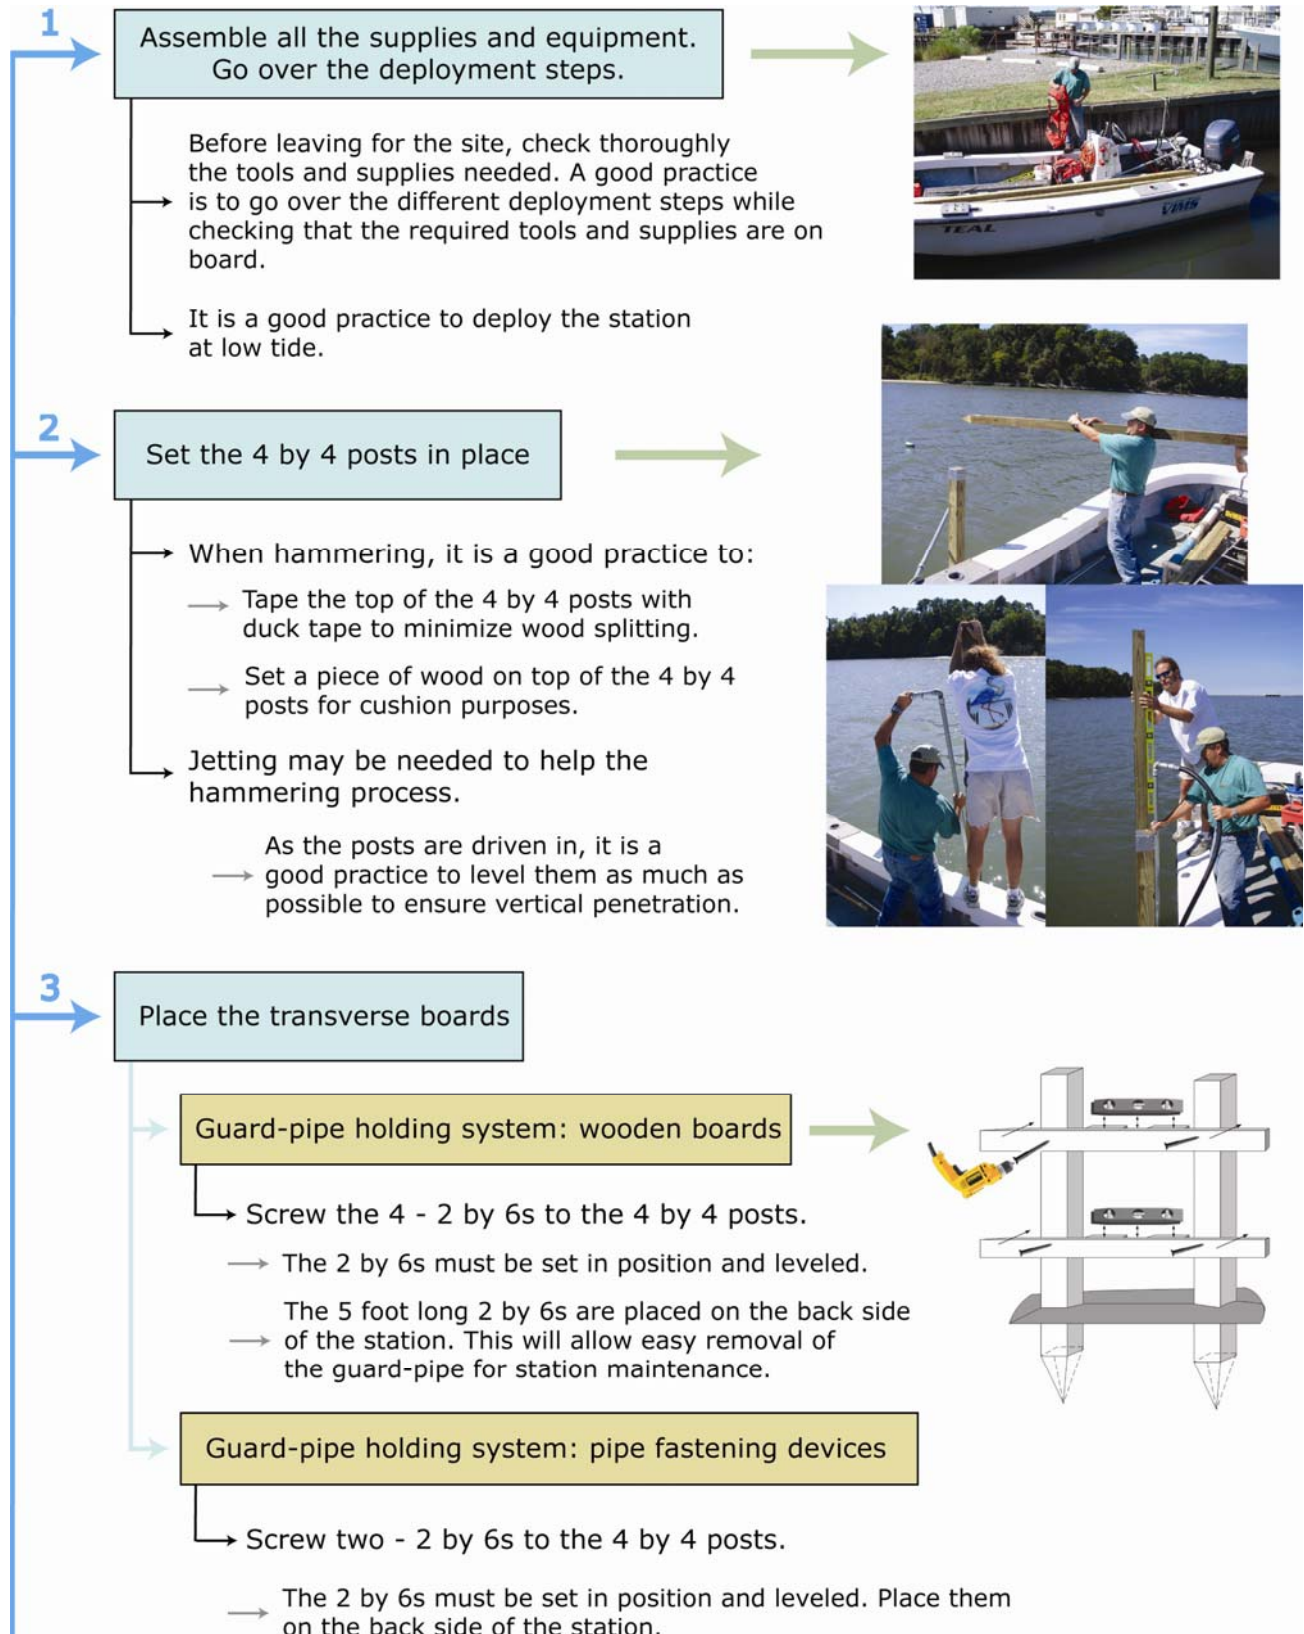 1
Assemble all the supplies and equipment.
Go over the deployment steps.
Before leaving for the site, check thoroughly
the tools and supplies needed. A good practice
is to go over the different deployment steps while
checking that the required tools and supplies are on
board.
It is a good practice to deploy the station
at low tide.
TEAL
VIMS
2
Set the 4 by 4 posts in place
When hammering, it is a good practice to:
Tape the top of the 4 by 4 posts with
duck tape to minimize wood splitting.
Set a piece of wood on top of the 4 by 4
posts for cushion purposes.
Jetting may be needed to help the
hammering process.
As the posts are driven in, it is a
good practice to level them as much as
possible to ensure vertical penetration.
3
Place the transverse boards
Guard-pipe holding system: wooden boards
Screw the 4 - 2 by 6s to the 4 by 4 posts.
The 2 by 6s must be set in position and leveled.
The 5 foot long 2 by 6s are placed on the back side
of the station. This will allow easy removal of
the guard-pipe for station maintenance.
Guard-pipe holding system: pipe fastening devices
Screw two - 2 by 6s to the 4 by 4 posts.
The 2 by 6s must be set in position and leveled. Place them
on the back side of the station.